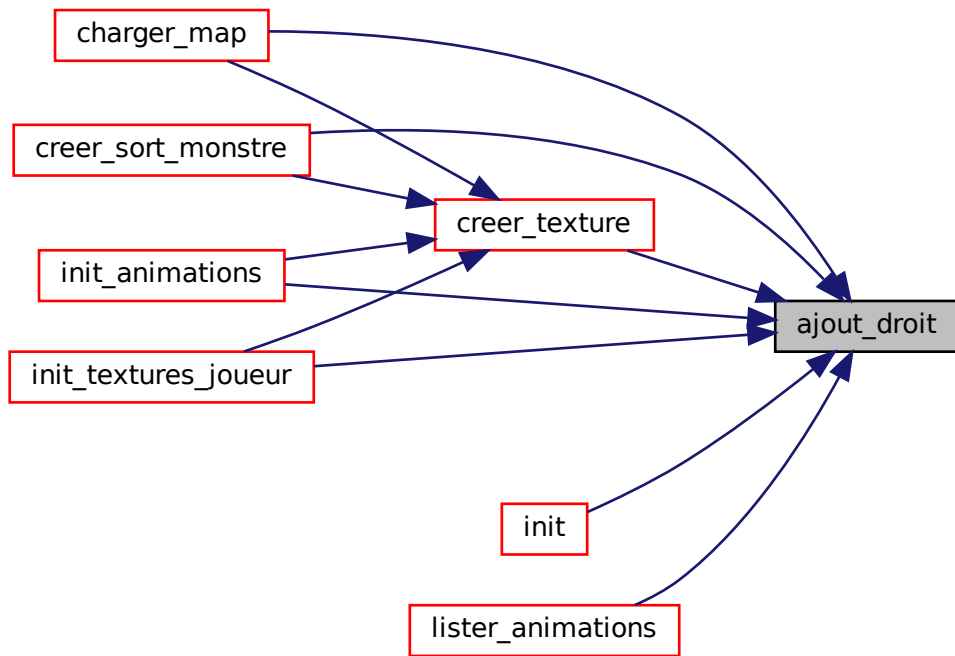 charger_map
creer_sort_monstre
creer_texture
init_animations
ajout_droit
init_textures_joueur
init
lister_animations